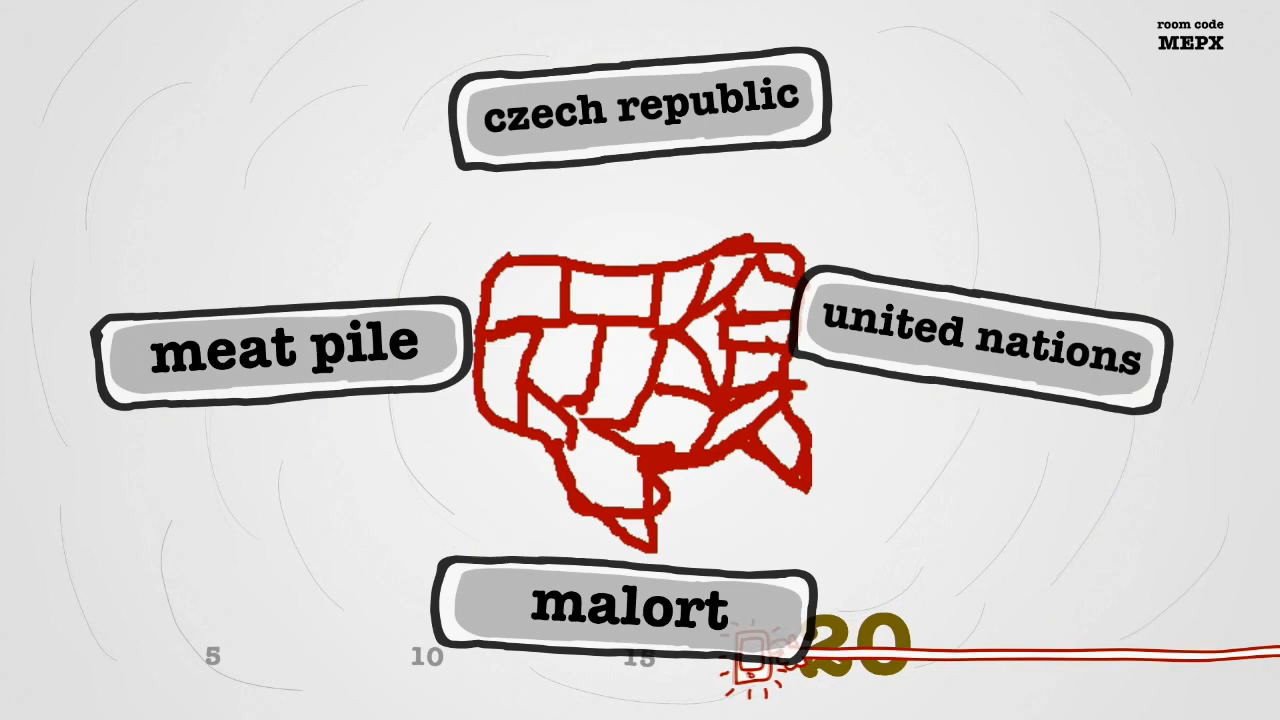 room code
MEPX
czech republic
meat pile
united nations
malort
5
10
15
20